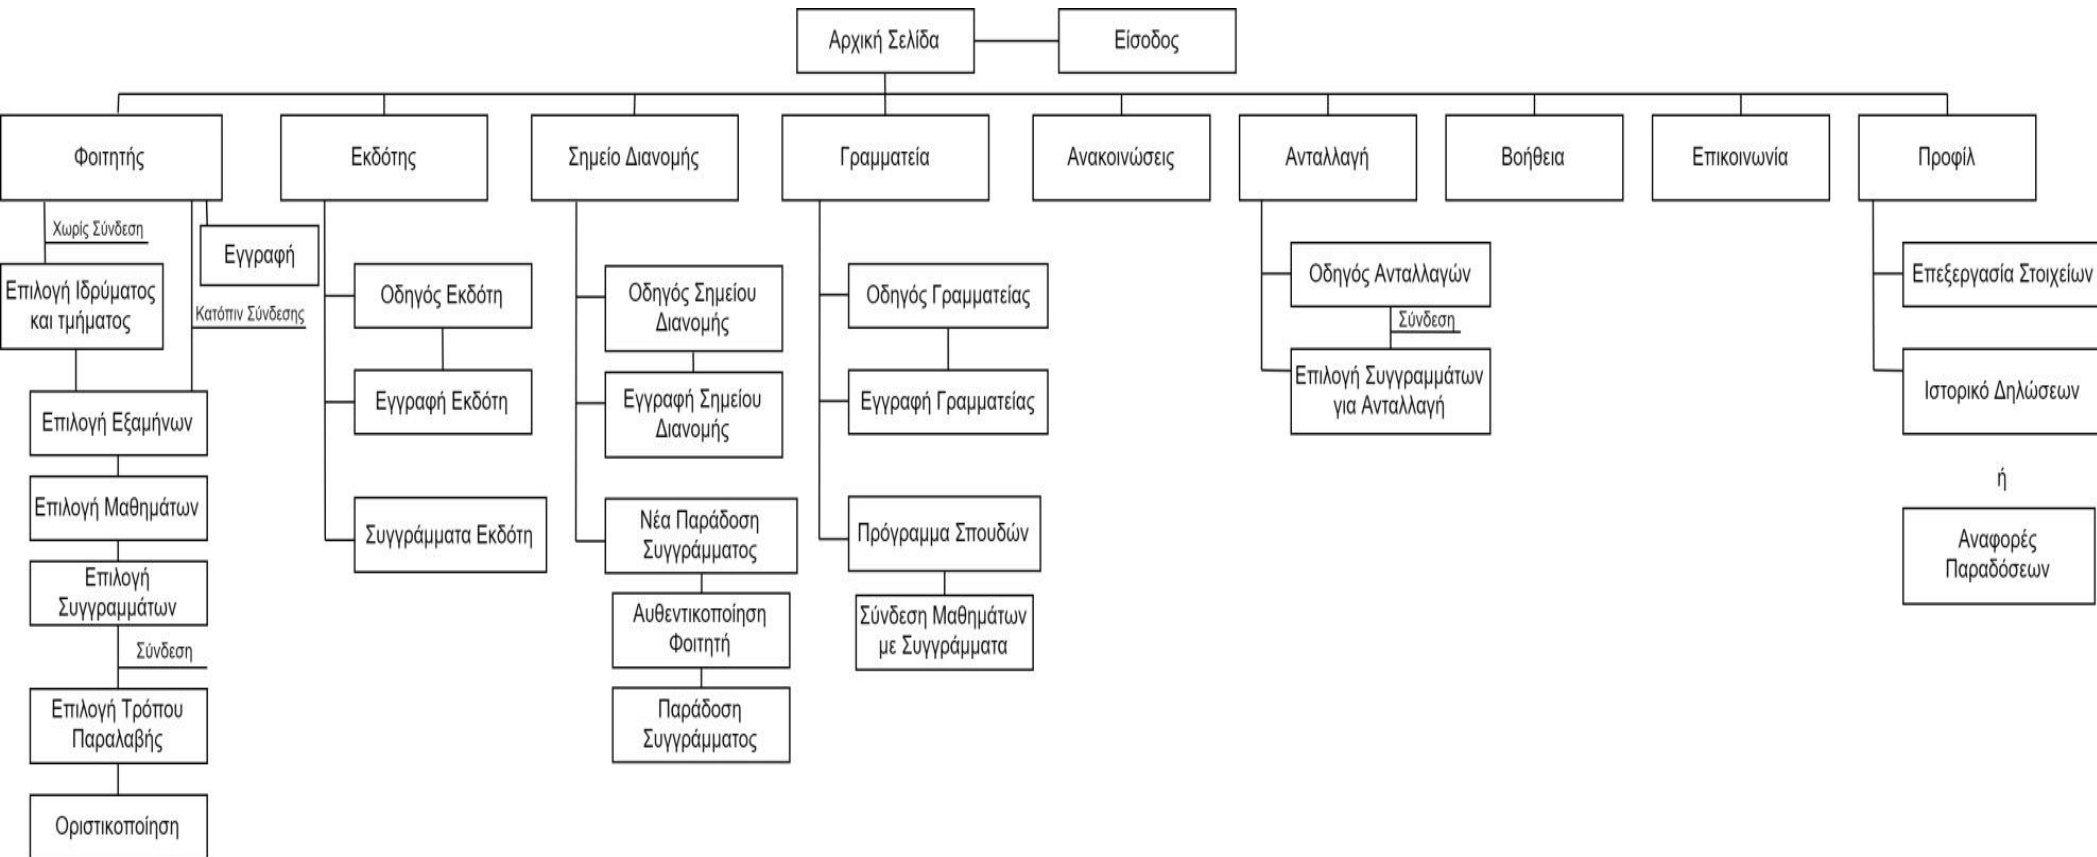 Αρχική Σελίδα
Είσοδος
Φοιτητής
Εκδότης
Σημείο Διανομής
Γραμματεία
Ανακοινώσεις
Ανταλλαγή
Βοήθεια
Επικοινωνία
Προφίλ
Χωρίς Σύνδεση
Εγγραφή
Επιλογή Ιδρύματος
και τμήματος
Κατόπιν Σύνδεσης
Επιλογή Εξαμήνων
Επιλογή Μαθημάτων
Επιλογή
Συγγραμμάτων
Σύνδεση
Επιλογή Τρόπου
Παραλαβής
Οριστικοποίηση
Οδηγός Εκδότη
Εγγραφή Εκδότη
Συγγράμματα Εκδότη
Οδηγός Σημείου
Διανομής
Εγγραφή Σημείου
Διανομής
Νέα Παράδοση
Συγγράμματος
Αυθεντικοποίηση
Φοιτητή
Παράδοση
Συγγράμματος
Οδηγός Γραμματείας
Εγγραφή Γραμματείας
Πρόγραμμα Σπουδών
Σύνδεση Μαθημάτων
με Συγγράμματα
Οδηγός Ανταλλαγών
Σύνδεση
Επιλογή Συγγραμμάτων
για Ανταλλαγή
Επεξεργασία Στοιχείων
Ιστορικό Δηλώσεων
ή
Αναφορές
Παραδόσεων